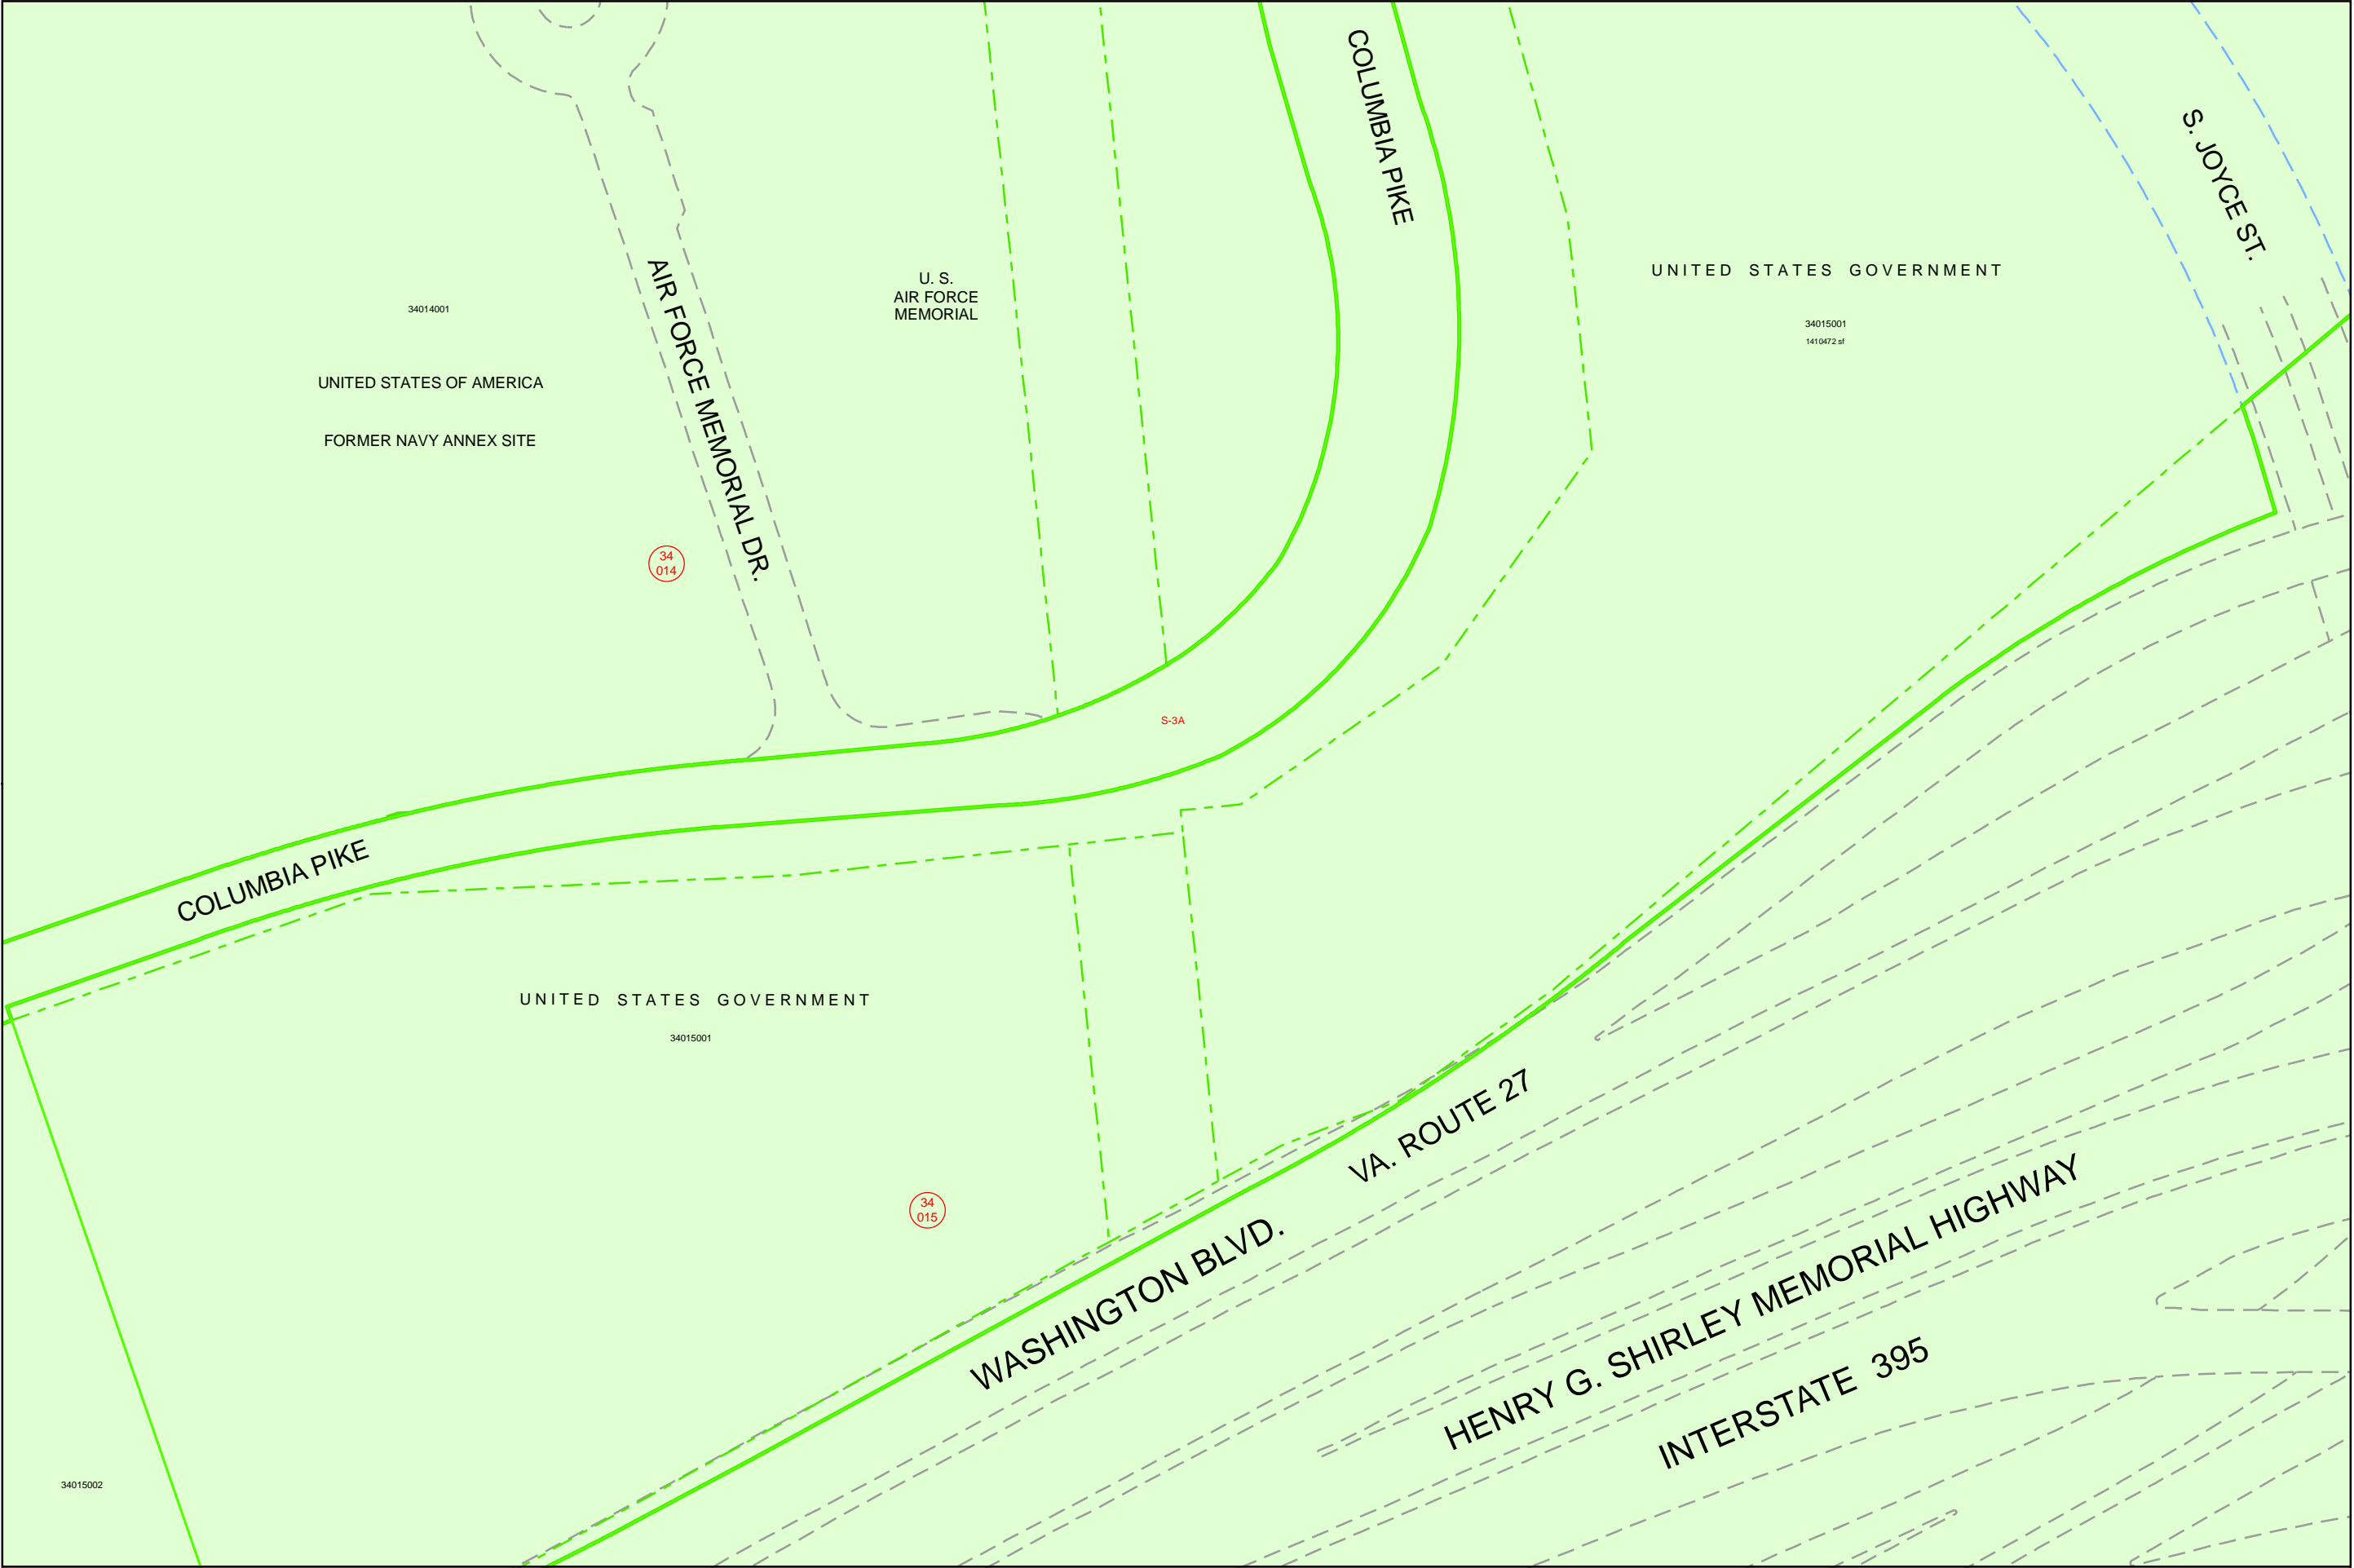 COLUMBIA PIKE
S. JOYCE ST.
U. S.
AIR FORCE
MEMORIAL
UNITED STATES GOVERNMENT
34015001
1410472 sf
34014001
UNITED STATES OF AMERICA
FORMER NAVY ANNEX SITE
AIR FORCE MEMORIAL DR.
34
014
S-3A
COLUMBIA PIKE
UNITED STATES GOVERNMENT
34015001
34
015
VA. ROUTE 27
WASHINGTON BLVD.
HENRY G. SHIRLEY MEMORIAL HIGHWAY
INTERSTATE 395
34015002